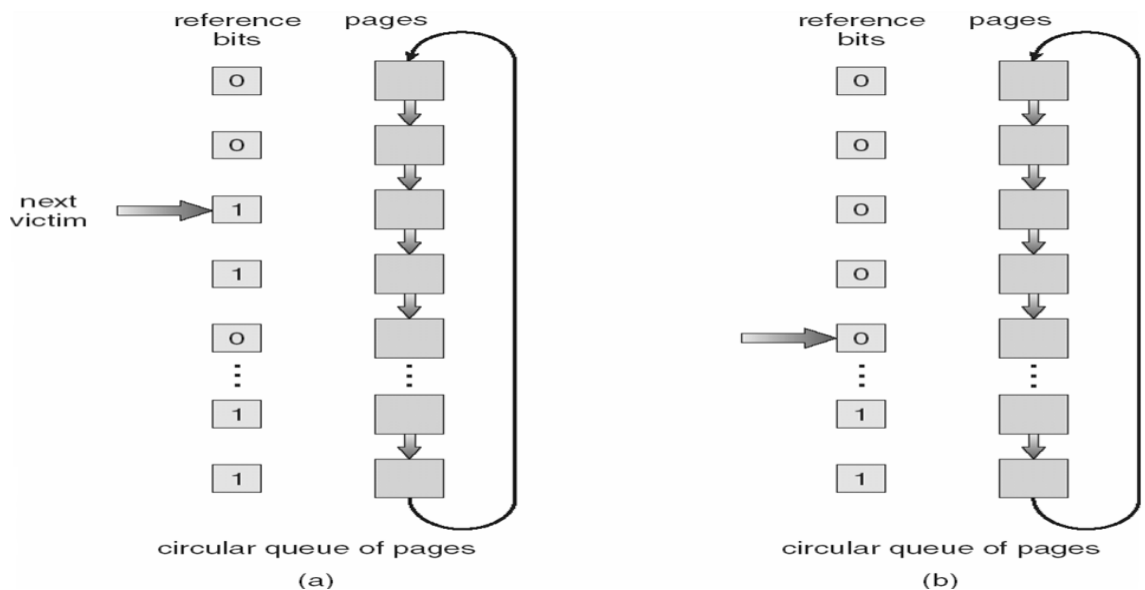 reference bits
pages
0
0
next victim
1
1
0
1
1
circular queue of pages
(a)
reference bits
pages
0
0
0
0
0
1
1
circular queue of pages
(b)